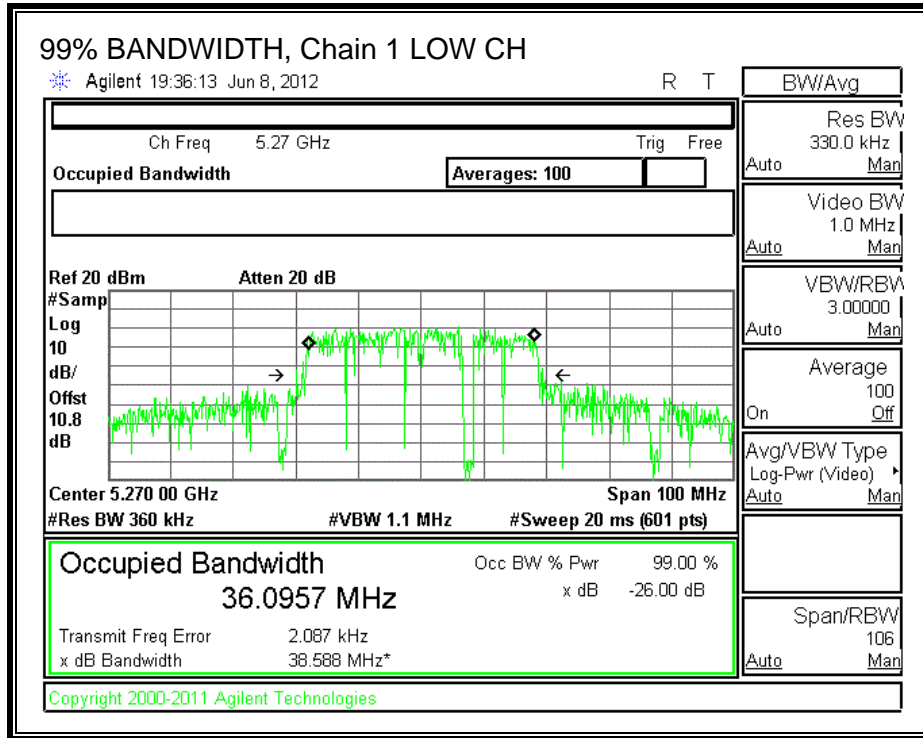 99% BANDWIDTH, Chain 1 LOW CH
Agilent 19:36:13 Jun 8, 2012 R T
Ch Freq 5.27 GHz Trig Free
Occupied Bandwidth Averages: 100
Ref 20 dBm Atten 20 dB
#Samp
Log
10
dB/
Offst
10.8
dB
Center 5.270 00 GHz Span 100 MHz
#Res BW 360 kHz #VBW 1.1 MHz #Sweep 20 ms (601 pts)
Occupied Bandwidth Occ BW % Pwr 99.00 %
36.0957 MHz x dB -26.00 dB
Transmit Freq Error 2.087 kHz
x dB Bandwidth 38.588 MHz*
Copyright 2000-2011 Agilent Technologies
BW/Avg
Res BW
330.0 kHz
Auto Man
Video BW
1.0 MHz
Auto Man
VBW/RBW
3.00000
Auto Man
Average
100
On Off
Avg/VBW Type
Log-Pwr (Video)
Auto Man
Span/RBW
106
Auto Man